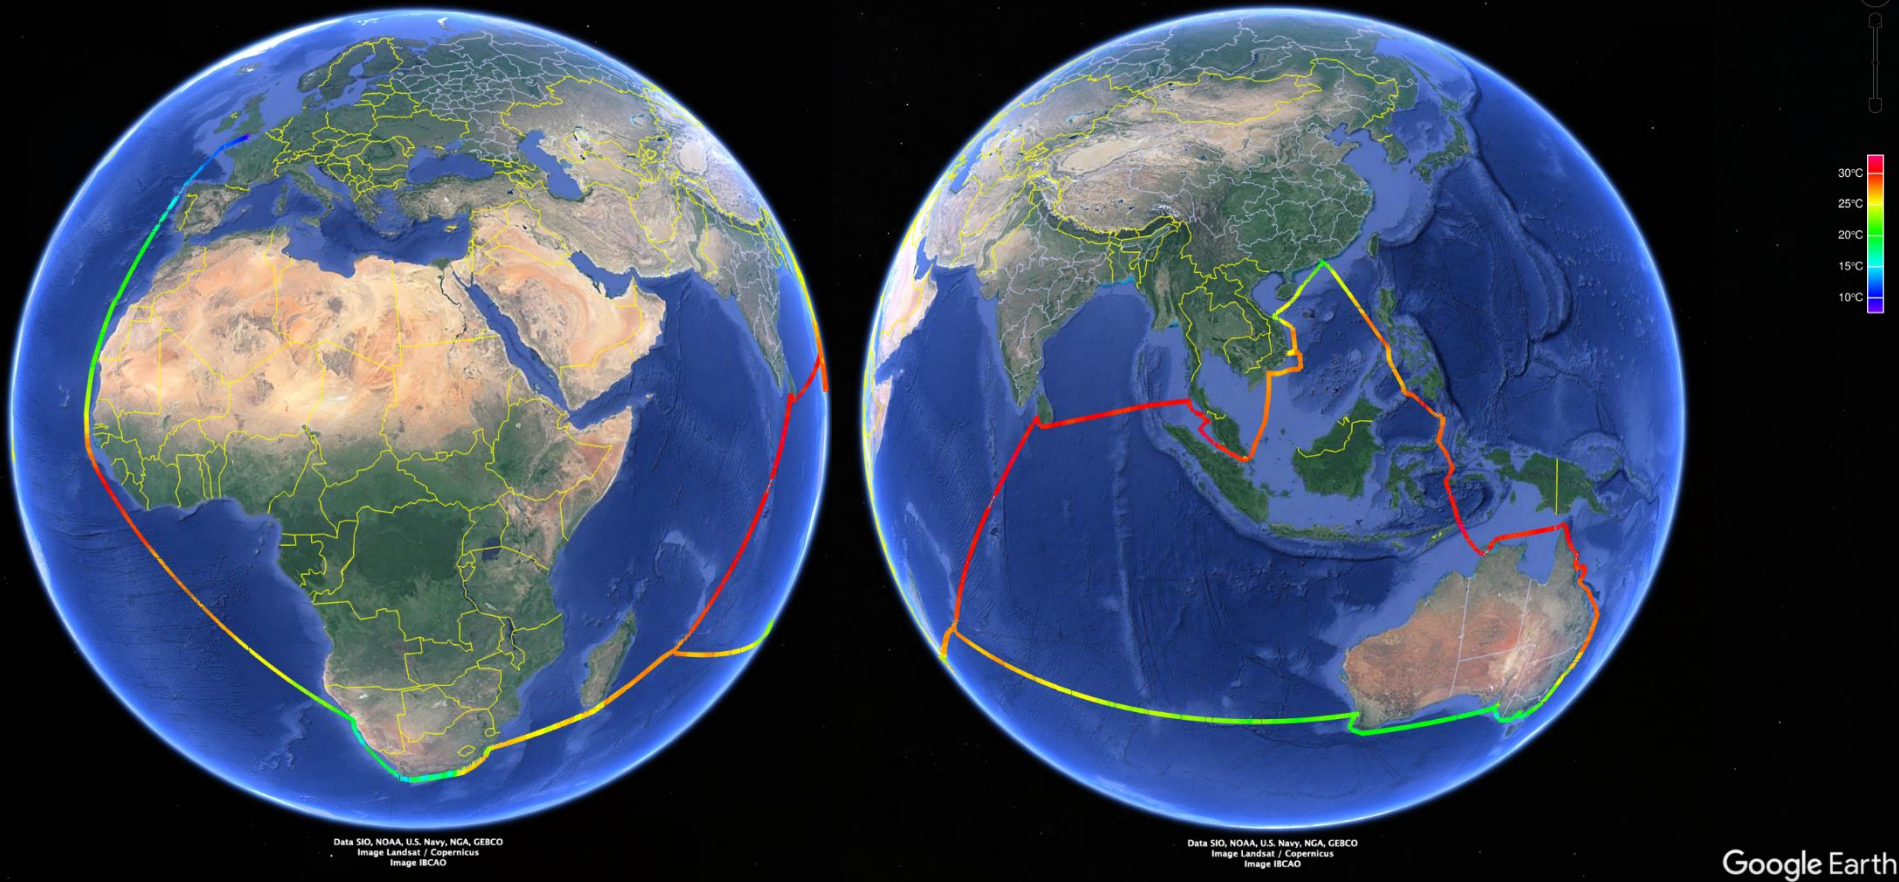 30°C
25°C
20°C
15°C
10°C
Data SIO, NOAA, U.S. Navy, NGA, GEBCO
Image Landsat / Copernicus
Image IBCAO
Data SIO, NOAA, U.S. Navy, NGA, GEBCO
Image Landsat / Copernicus
Image IBCAO
Google Earth